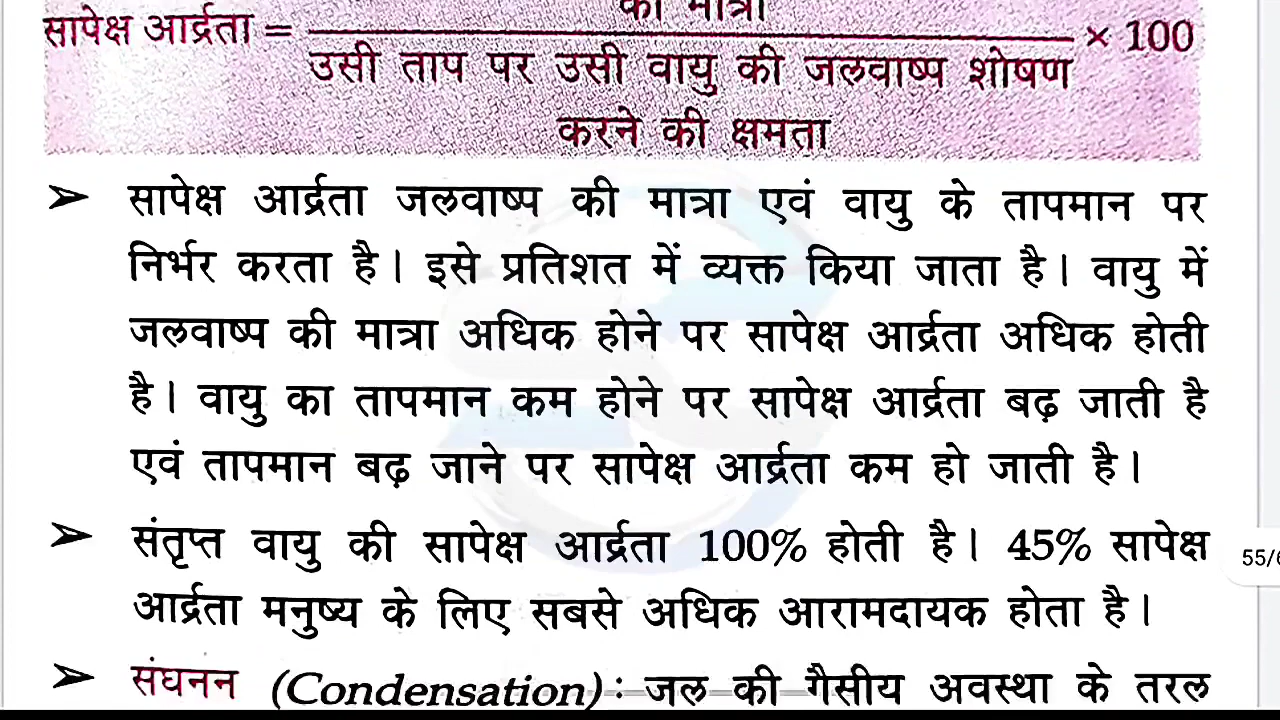 की मात्रा
सापेक्ष आर्द्रता = × 100
उसी ताप पर उसी वायु की जलवाष्प शोषण
करने की क्षमता
➢ सापेक्ष आर्द्रता जलवाष्प की मात्रा एवं वायु के तापमान पर
निर्भर करता है। इसे प्रतिशत में व्यक्त किया जाता है। वायु में
जलवाष्प की मात्रा अधिक होने पर सापेक्ष आर्द्रता अधिक होती
है। वायु का तापमान कम होने पर सापेक्ष आर्द्रता बढ़ जाती है
एवं तापमान बढ़ जाने पर सापेक्ष आर्द्रता कम हो जाती है।
➢ संतृप्त वायु की सापेक्ष आर्द्रता 100% होती है। 45% सापेक्ष
55/6
आर्द्रता मनुष्य के लिए सबसे अधिक आरामदायक होता है।
➢ संघनन (Condensation) : जल की गैसीय अवस्था के तरल